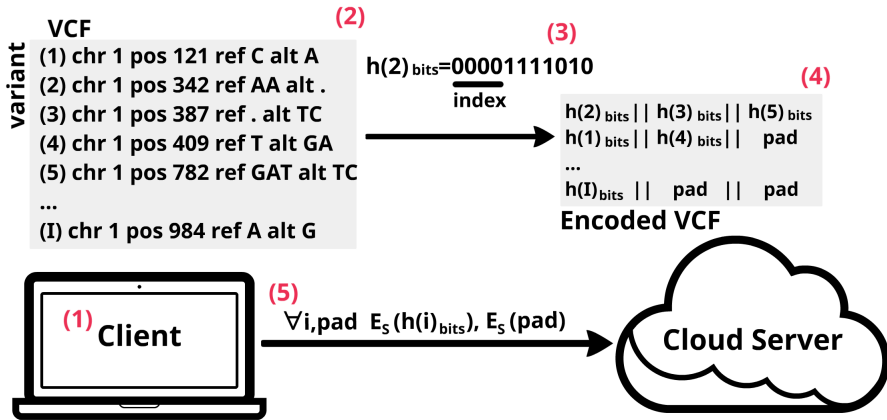 (2)
VCF
variant
(1) chr 1 pos 121 ref C alt A
(2) chr 1 pos 342 ref AA alt .
(3) chr 1 pos 387 ref . alt TC
(4) chr 1 pos 409 ref T alt GA
(5) chr 1 pos 782 ref GAT alt TC
...
(I) chr 1 pos 984 ref A alt G
(3)
h(2) bits=00001111010
index
(4)
h(2) bits || h(3) bits || h(5) bits
h(1) bits || h(4) bits || pad
...
h(I)bits || pad || pad
Encoded VCF
(1) Client
(5)
∀i,pad ES (h(i)bits), ES (pad)
Cloud Server